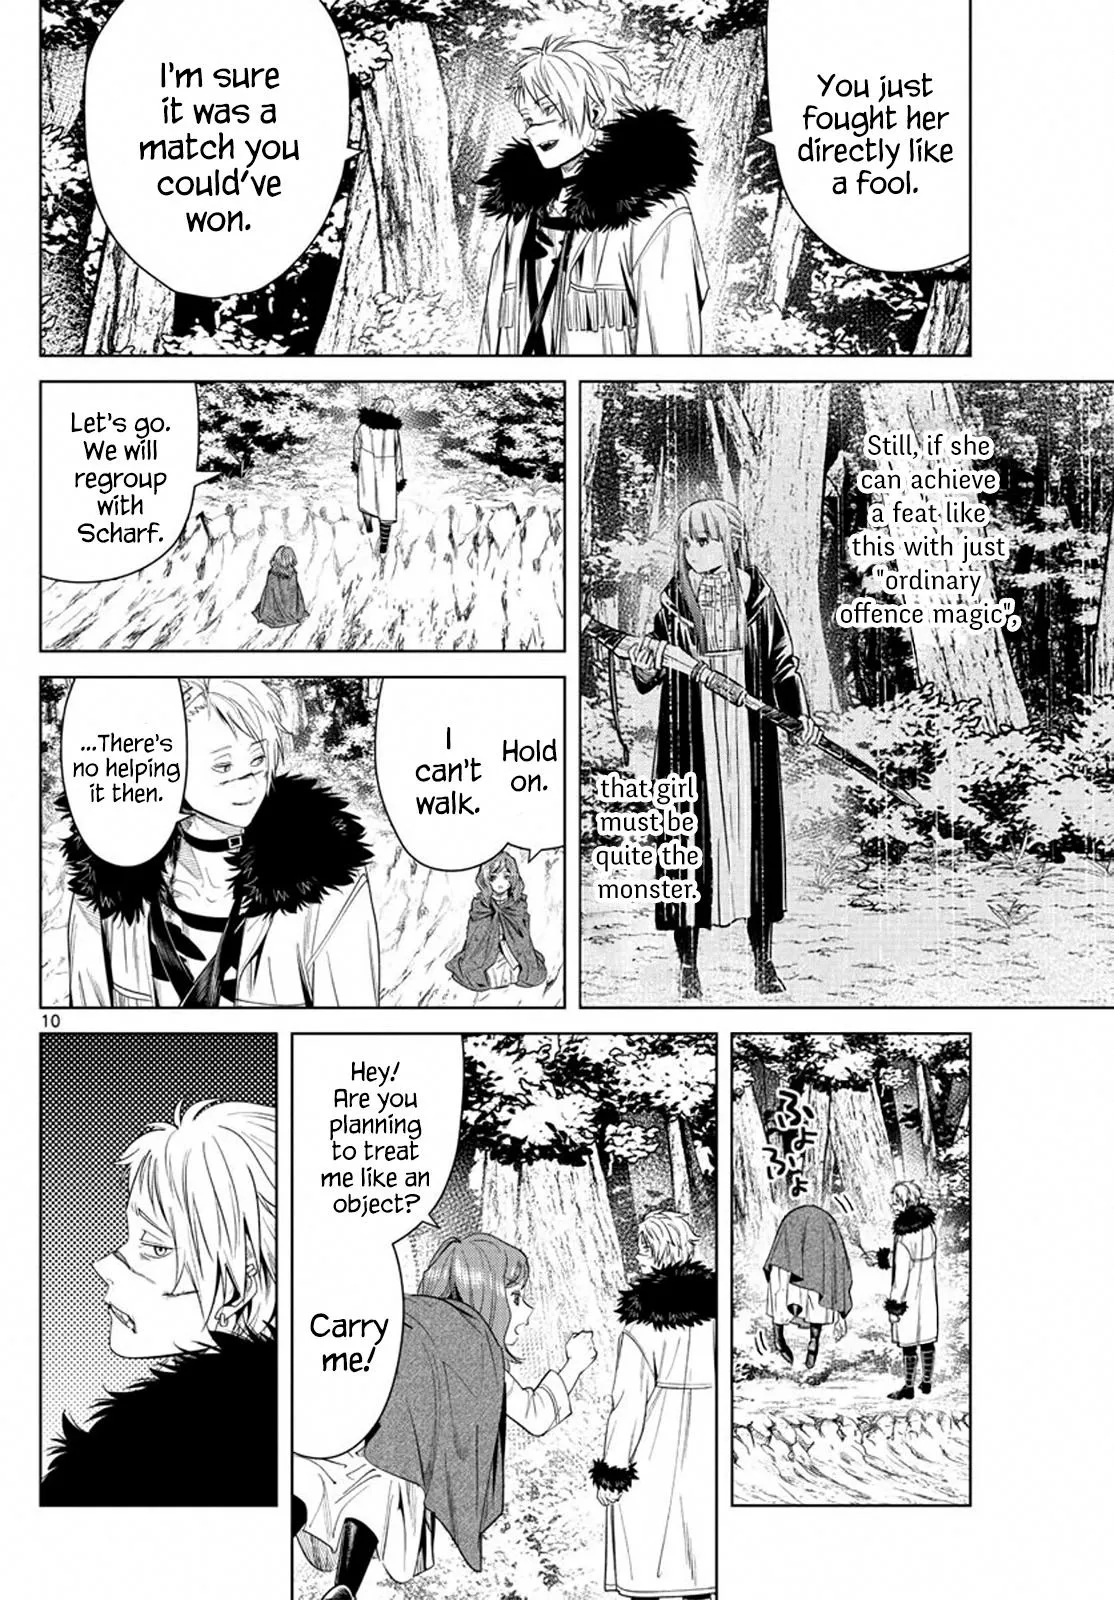 You just
fought her
directly like
a fool.
I'm sure
it was a
match you
could've
won.
Still, if she
can achieve
a feat like
this with just
"ordinary
offence magic",
that girl
must be
quite the
monster.
Let's go.
We will
regroup
with
Scharf.
Hold
on.
I
can't
walk.
...There's
no helping
it then.
10
ふよ
ふよ
Hey!
Are you
planning
to treat
me like an
object?
Carry
me!